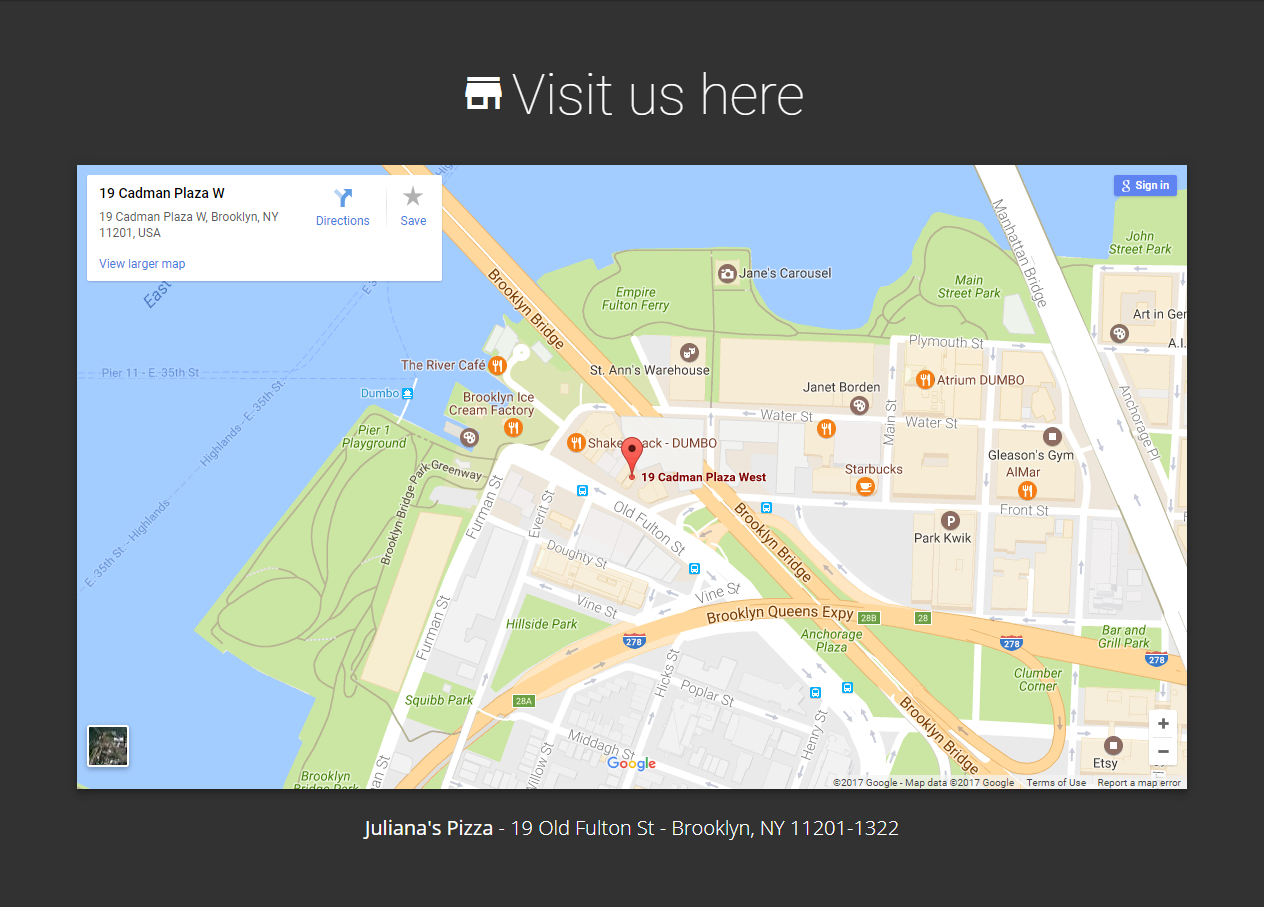 Visit us here
19 Cadman Plaza W
19 Cadman Plaza W, Brooklyn, NY
11201, USA
View larger map
Directions
Save
Sign in
East
Manhattan Bridge
John
Street Park
Jane's Carousel
Main
Street Park
Empire
Fulton Ferry
Brooklyn Bridge
Art in Ger
A.I.
Plymouth St
The River Café
St. Ann's Warehouse
Pier 11 - E. 35th St
Atrium DUMBO
Janet Borden
Dumbo
Brooklyn Ice
Cream Factory
Highlands - E. 35th St.
Anchorage Pl
Water St
Main St
Water St
Pier 1
Playground
Shake Shack - DUMBO
Gleason's Gym
Starbucks
AlMar
19 Cadman Plaza West
Brooklyn Bridge Park Greenway
Furman St
Everit St
Old Fulton St
Front St
Brooklyn Bridge
P
Park Kwik
E. 35th St - Highlands
Doughty St
Vine St
Vine St
Brooklyn Queens Expy
28B
28
Hillside Park
278
Anchorage
Plaza
278
Bar and
Grill Park
278
Furman St
Hicks St
Clumber
Corner
Squibb Park
28A
Poplar St
Brooklyn Bridge
Henry St
Middagh St
Willow St
Google
+
Etsy
−
an St
Brooklyn
Bridge Park
©2017 Google - Map data ©2017 Google
Terms of Use
Report a map error
Juliana's Pizza - 19 Old Fulton St - Brooklyn, NY 11201-1322